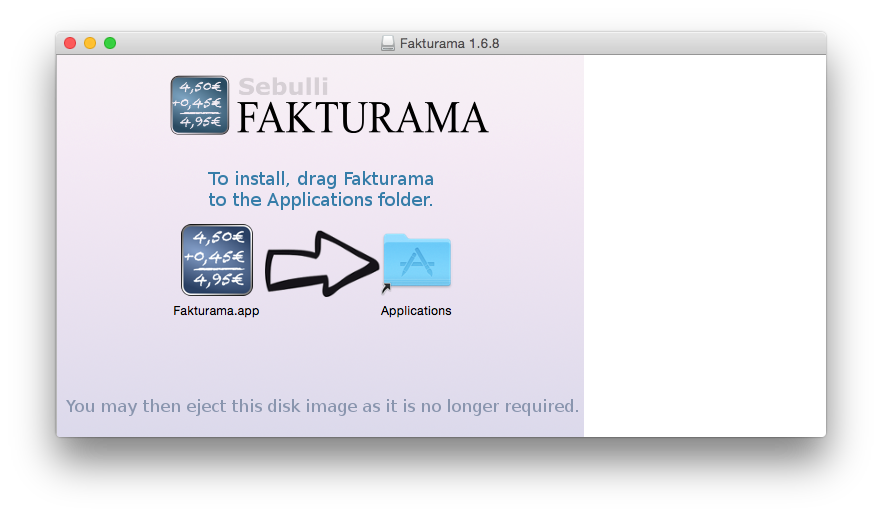 Fakturama 1.6.8
4,50€
+0,45€
4,95€
Sebulli
FAKTURAMA
To install, drag Fakturama
to the Applications folder.
4,50€
+0,45€
4,95€
Fakturama.app
Applications
You may then eject this disk image as it is no longer required.